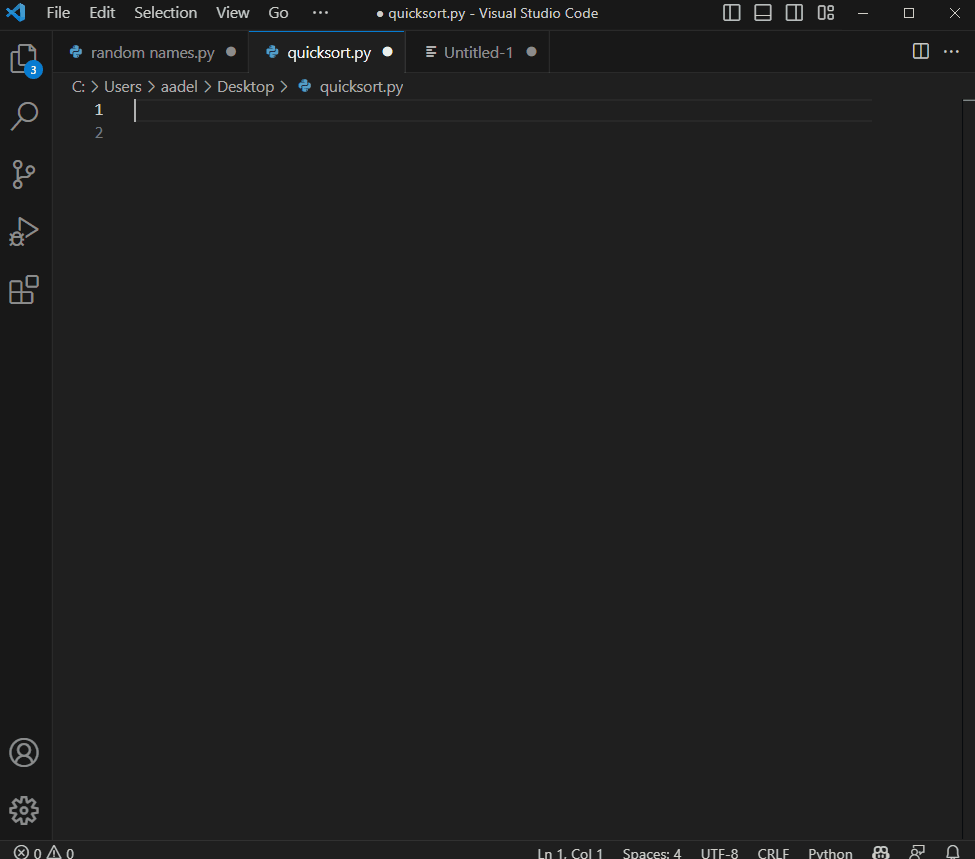 File Edit Selection View Go ··· ● quicksort.py - Visual Studio Code
random names.py ● quicksort.py ● Untitled-1 ●
3
C: > Users > aadel > Desktop > quicksort.py
1
2
0 0 Ln 1, Col 1 Spaces: 4 UTF-8 CRLF Python